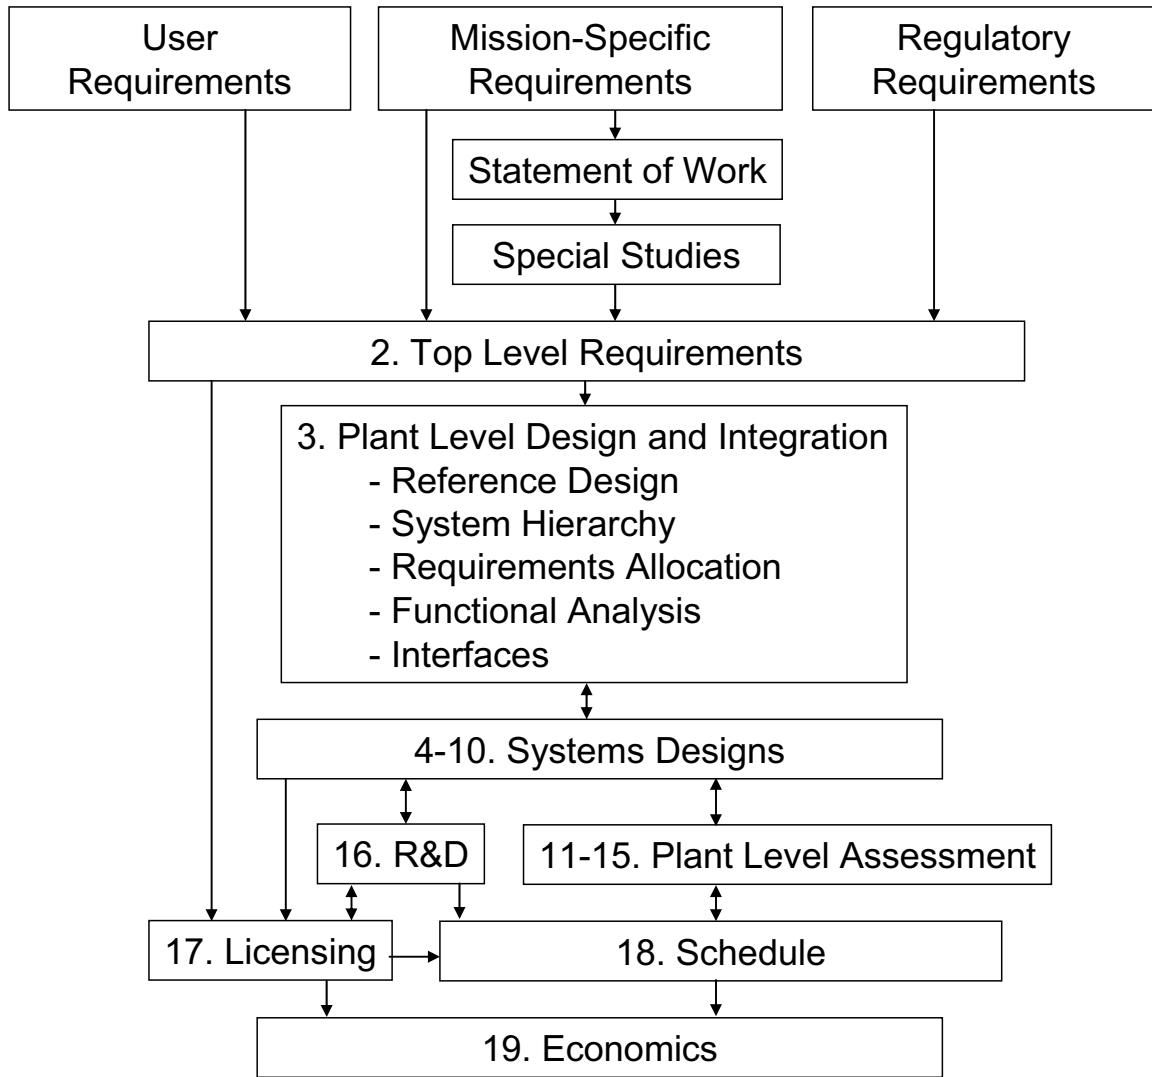 User
Requirements
Mission-Specific
Requirements
Regulatory
Requirements
Statement of Work
Special Studies
2. Top Level Requirements
3. Plant Level Design and Integration
- Reference Design
- System Hierarchy
- Requirements Allocation
- Functional Analysis
- Interfaces
4-10. Systems Designs
16. R&D
11-15. Plant Level Assessment
17. Licensing
18. Schedule
19. Economics